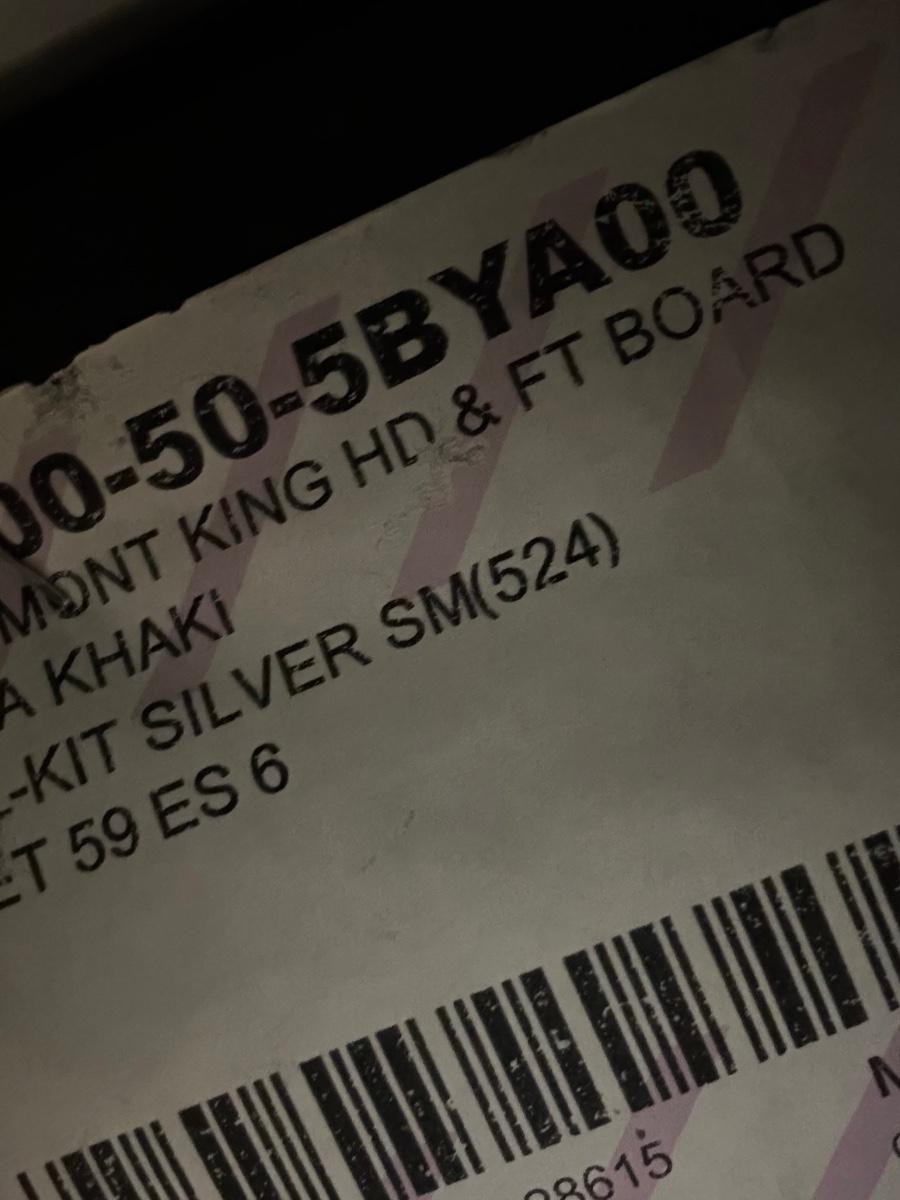 00-50-5BYA00
MONT KING HD & FT BOARD
A KHAKI
-KIT SILVER SM(524)
ET 59 ES 6
28615